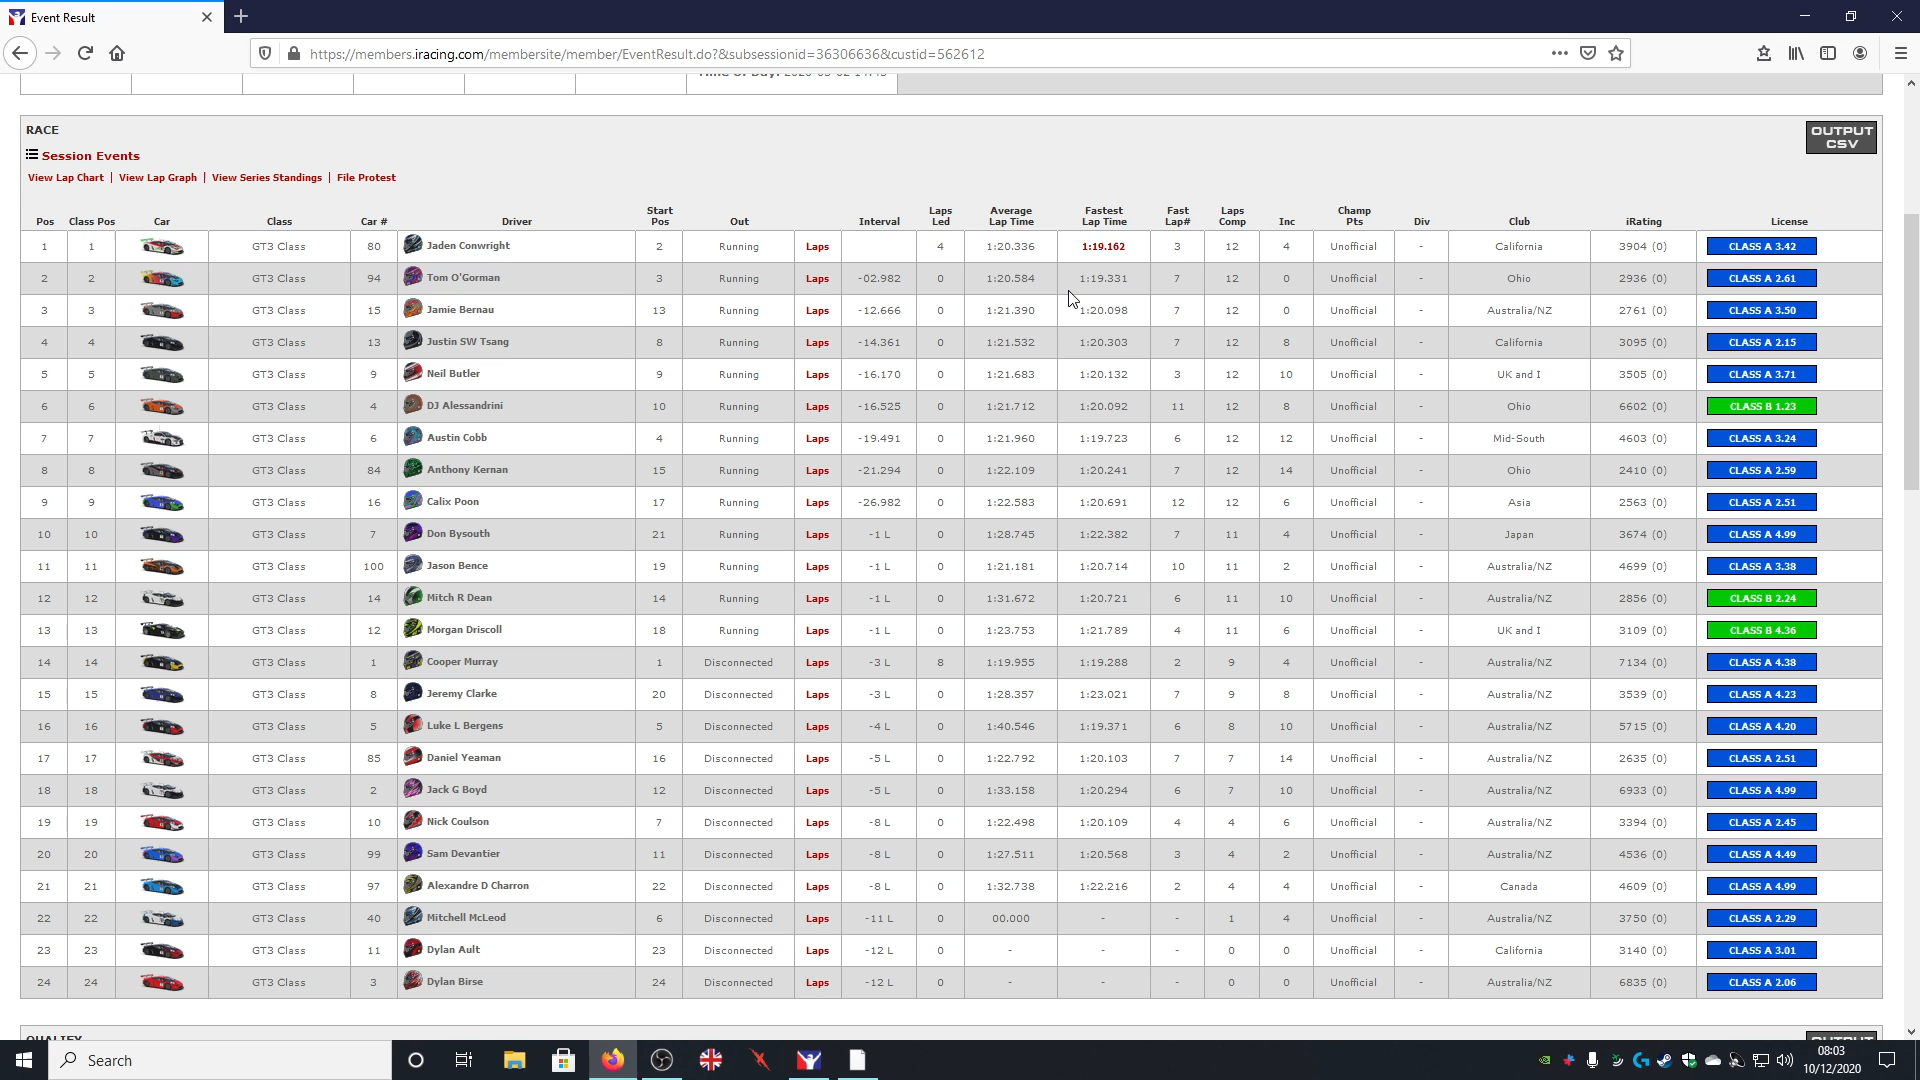 Event Result
https://members.iracing.com/membersite/member/EventResult.do?&subsessionid=36306636&custid=562612
RACE
OUTPUT CSV
Session Events
View Lap Chart | View Lap Graph | View Series Standings | File Protest
Pos Class Pos Car Class Car # Driver Start Pos Out Interval Laps Led Average Lap Time Fastest Lap Time Fast Lap# Laps Comp Inc Champ Pts Div Club iRating License
1 1 GT3 Class 80 Jaden Conwright 2 Running Laps 4 1:20.336 1:19.162 3 12 4 Unofficial - California 3904 (0) CLASS A 3.42
2 2 GT3 Class 94 Tom O'Gorman 3 Running Laps -02.982 0 1:20.584 1:19.331 7 12 0 Unofficial - Ohio 2936 (0) CLASS A 2.61
3 3 GT3 Class 15 Jamie Bernau 13 Running Laps -12.666 0 1:21.390 1:20.098 7 12 0 Unofficial - Australia/NZ 2761 (0) CLASS A 3.50
4 4 GT3 Class 13 Justin SW Tsang 8 Running Laps -14.361 0 1:21.532 1:20.303 7 12 8 Unofficial - California 3095 (0) CLASS A 2.15
5 5 GT3 Class 9 Neil Butler 9 Running Laps -16.170 0 1:21.683 1:20.132 3 12 10 Unofficial - UK and I 3505 (0) CLASS A 3.71
6 6 GT3 Class 4 DJ Alessandrini 10 Running Laps -16.525 0 1:21.712 1:20.092 11 12 8 Unofficial - Ohio 6602 (0) CLASS B 1.23
7 7 GT3 Class 6 Austin Cobb 4 Running Laps -19.491 0 1:21.960 1:19.723 6 12 12 Unofficial - Mid-South 4603 (0) CLASS A 3.24
8 8 GT3 Class 84 Anthony Kernan 15 Running Laps -21.294 0 1:22.109 1:20.241 7 12 14 Unofficial - Ohio 2410 (0) CLASS A 2.59
9 9 GT3 Class 16 Calix Poon 17 Running Laps -26.982 0 1:22.583 1:20.691 12 12 6 Unofficial - Asia 2563 (0) CLASS A 2.51
10 10 GT3 Class 7 Don Bysouth 21 Running Laps -1 L 0 1:28.745 1:22.382 7 11 4 Unofficial - Japan 3674 (0) CLASS A 4.99
11 11 GT3 Class 100 Jason Bence 19 Running Laps -1 L 0 1:21.181 1:20.714 10 11 2 Unofficial - Australia/NZ 4699 (0) CLASS A 3.38
12 12 GT3 Class 14 Mitch R Dean 14 Running Laps -1 L 0 1:31.672 1:20.721 6 11 10 Unofficial - Australia/NZ 2856 (0) CLASS B 2.24
13 13 GT3 Class 12 Morgan Driscoll 18 Running Laps -1 L 0 1:23.753 1:21.789 4 11 6 Unofficial - UK and I 3109 (0) CLASS B 4.36
14 14 GT3 Class 1 Cooper Murray 1 Disconnected Laps -3 L 8 1:19.955 1:19.288 2 9 4 Unofficial - Australia/NZ 7134 (0) CLASS A 4.38
15 15 GT3 Class 8 Jeremy Clarke 20 Disconnected Laps -3 L 0 1:28.357 1:23.021 7 9 8 Unofficial - Australia/NZ 3539 (0) CLASS A 4.23
16 16 GT3 Class 5 Luke L Bergens 5 Disconnected Laps -4 L 0 1:40.546 1:19.371 6 8 10 Unofficial - Australia/NZ 5715 (0) CLASS A 4.20
17 17 GT3 Class 85 Daniel Yeaman 16 Disconnected Laps -5 L 0 1:22.792 1:20.103 7 7 14 Unofficial - Australia/NZ 2635 (0) CLASS A 2.51
18 18 GT3 Class 2 Jack G Boyd 12 Disconnected Laps -5 L 0 1:33.158 1:20.294 6 7 10 Unofficial - Australia/NZ 6933 (0) CLASS A 4.99
19 19 GT3 Class 10 Nick Coulson 7 Disconnected Laps -8 L 0 1:22.498 1:20.109 4 4 6 Unofficial - Australia/NZ 3394 (0) CLASS A 2.45
20 20 GT3 Class 99 Sam Devantier 11 Disconnected Laps -8 L 0 1:27.511 1:20.568 3 4 2 Unofficial - Australia/NZ 4536 (0) CLASS A 4.49
21 21 GT3 Class 97 Alexandre D Charron 22 Disconnected Laps -8 L 0 1:32.738 1:22.216 2 4 4 Unofficial - Canada 4609 (0) CLASS A 4.99
22 22 GT3 Class 40 Mitchell McLeod 6 Disconnected Laps -11 L 0 00.000 - - 1 4 Unofficial - Australia/NZ 3750 (0) CLASS A 2.29
23 23 GT3 Class 11 Dylan Ault 23 Disconnected Laps -12 L 0 - - - 0 0 Unofficial - California 3140 (0) CLASS A 3.01
24 24 GT3 Class 3 Dylan Birse 24 Disconnected Laps -12 L 0 - - - 0 0 Unofficial - Australia/NZ 6835 (0) CLASS A 2.06
QUALIFY
OUTPUT
Search
08:03
10/12/2020